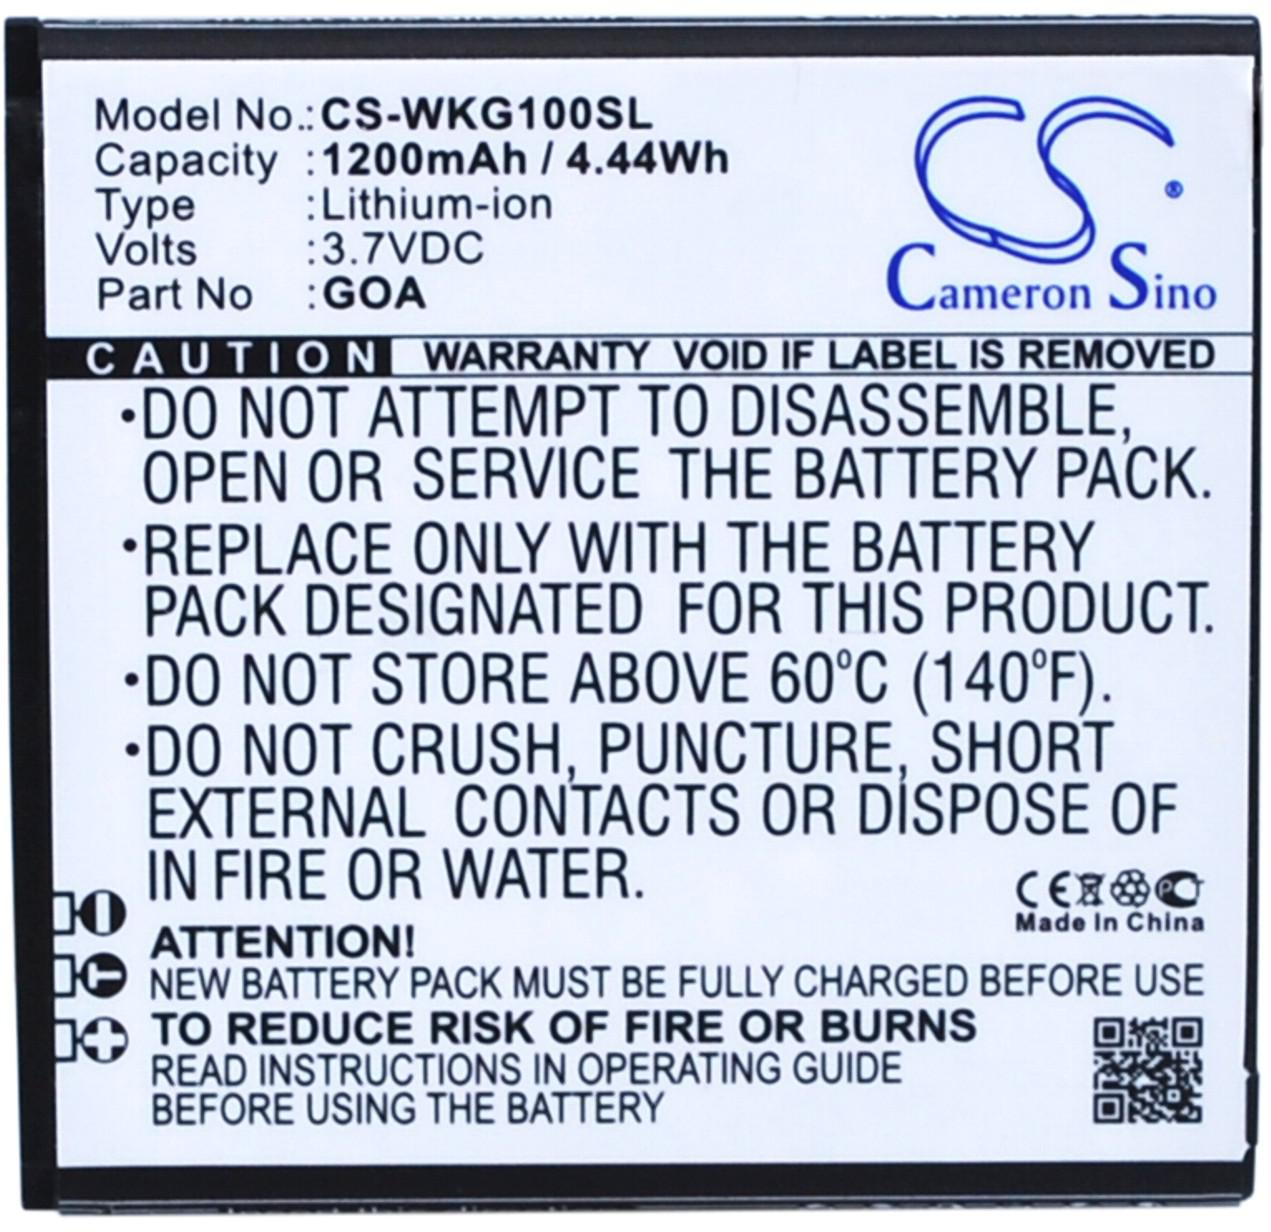 Model No.:CS-WKG100SL
Capacity :1200mAh / 4.44Wh
Type :Lithium-ion
Volts :3.7VDC
Part No :GOA
CS®
Cameron Sino
CAUTION WARRANTY VOID IF LABEL IS REMOVED
•DO NOT ATTEMPT TO DISASSEMBLE,
OPEN OR SERVICE THE BATTERY PACK.
•REPLACE ONLY WITH THE BATTERY
PACK DESIGNATED FOR THIS PRODUCT.
•DO NOT STORE ABOVE 60°C (140°F).
•DO NOT CRUSH, PUNCTURE, SHORT
EXTERNAL CONTACTS OR DISPOSE OF
IN FIRE OR WATER.
CE
Made In China
ATTENTION!
NEW BATTERY PACK MUST BE FULLY CHARGED BEFORE USE
TO REDUCE RISK OF FIRE OR BURNS
READ INSTRUCTIONS IN OPERATING GUIDE
BEFORE USING THE BATTERY